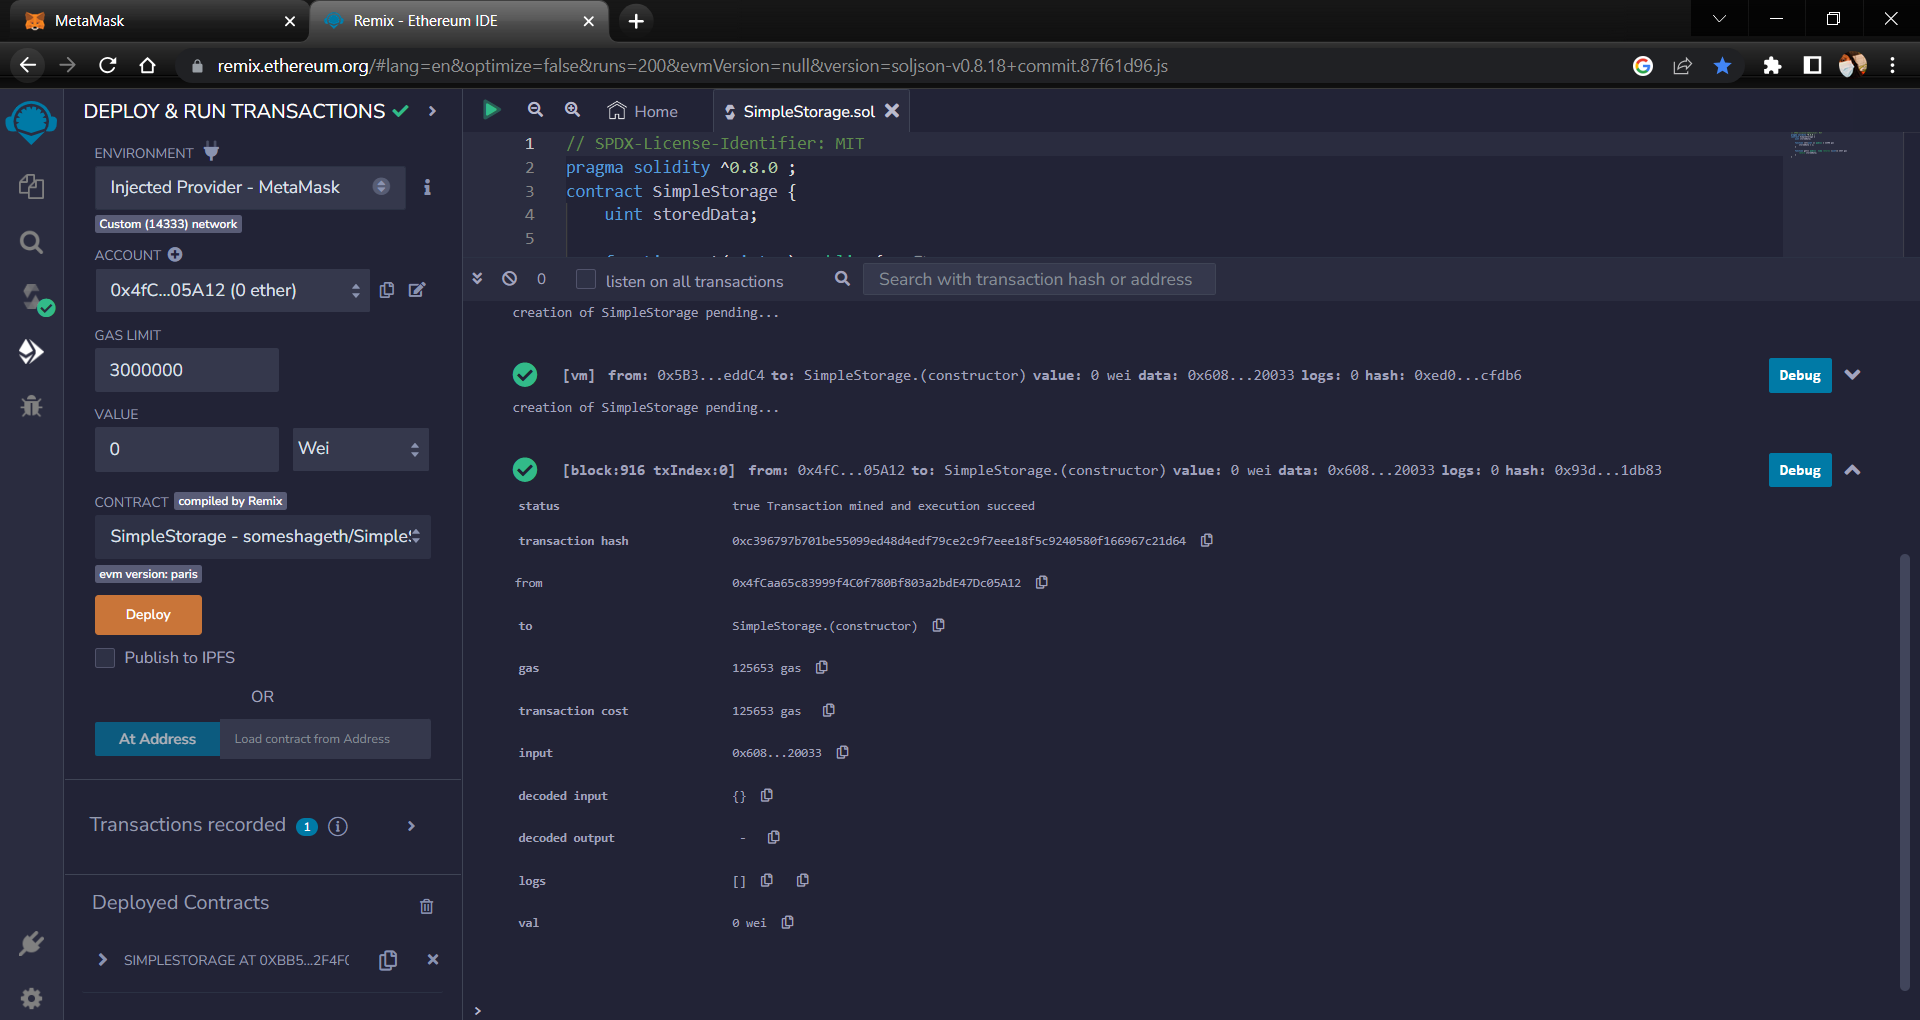 MetaMask
Remix - Ethereum IDE
remix.ethereum.org/#lang=en&optimize=false&runs=200&evmVersion=null&version=soljson-v0.8.18+commit.87f61d96.js
DEPLOY & RUN TRANSACTIONS
ENVIRONMENT
Injected Provider - MetaMask
Custom (14333) network
ACCOUNT
0x4fC...05A12 (0 ether)
GAS LIMIT
3000000
VALUE
0
Wei
CONTRACT compiled by Remix
SimpleStorage - someshageth/Simple
evm version: paris
Deploy
Publish to IPFS
OR
At Address
Load contract from Address
Transactions recorded 1
Deployed Contracts
SIMPLESTORAGE AT 0XBB5...2F4F
Home
SimpleStorage.sol
1 // SPDX-License-Identifier: MIT
2 pragma solidity ^0.8.0 ;
3 contract SimpleStorage {
4 uint storedData;
5
0
listen on all transactions
Search with transaction hash or address
creation of SimpleStorage pending...
[vm] from: 0x5B3...eddC4 to: SimpleStorage.(constructor) value: 0 wei data: 0x608...20033 logs: 0 hash: 0xed0...cfdb6
Debug
creation of SimpleStorage pending...
[block:916 txIndex:0] from: 0x4fC...05A12 to: SimpleStorage.(constructor) value: 0 wei data: 0x608...20033 logs: 0 hash: 0x93d...1db83
Debug
status true Transaction mined and execution succeed
transaction hash 0xc396797b701be55099ed48d4edf79ce2c9f7eee18f5c9240580f166967c21d64
from 0x4fCaa65c83999f4C0f780Bf803a2bdE47Dc05A12
to SimpleStorage.(constructor)
gas 125653 gas
transaction cost 125653 gas
input 0x608...20033
decoded input {}
decoded output -
logs []
val 0 wei
>